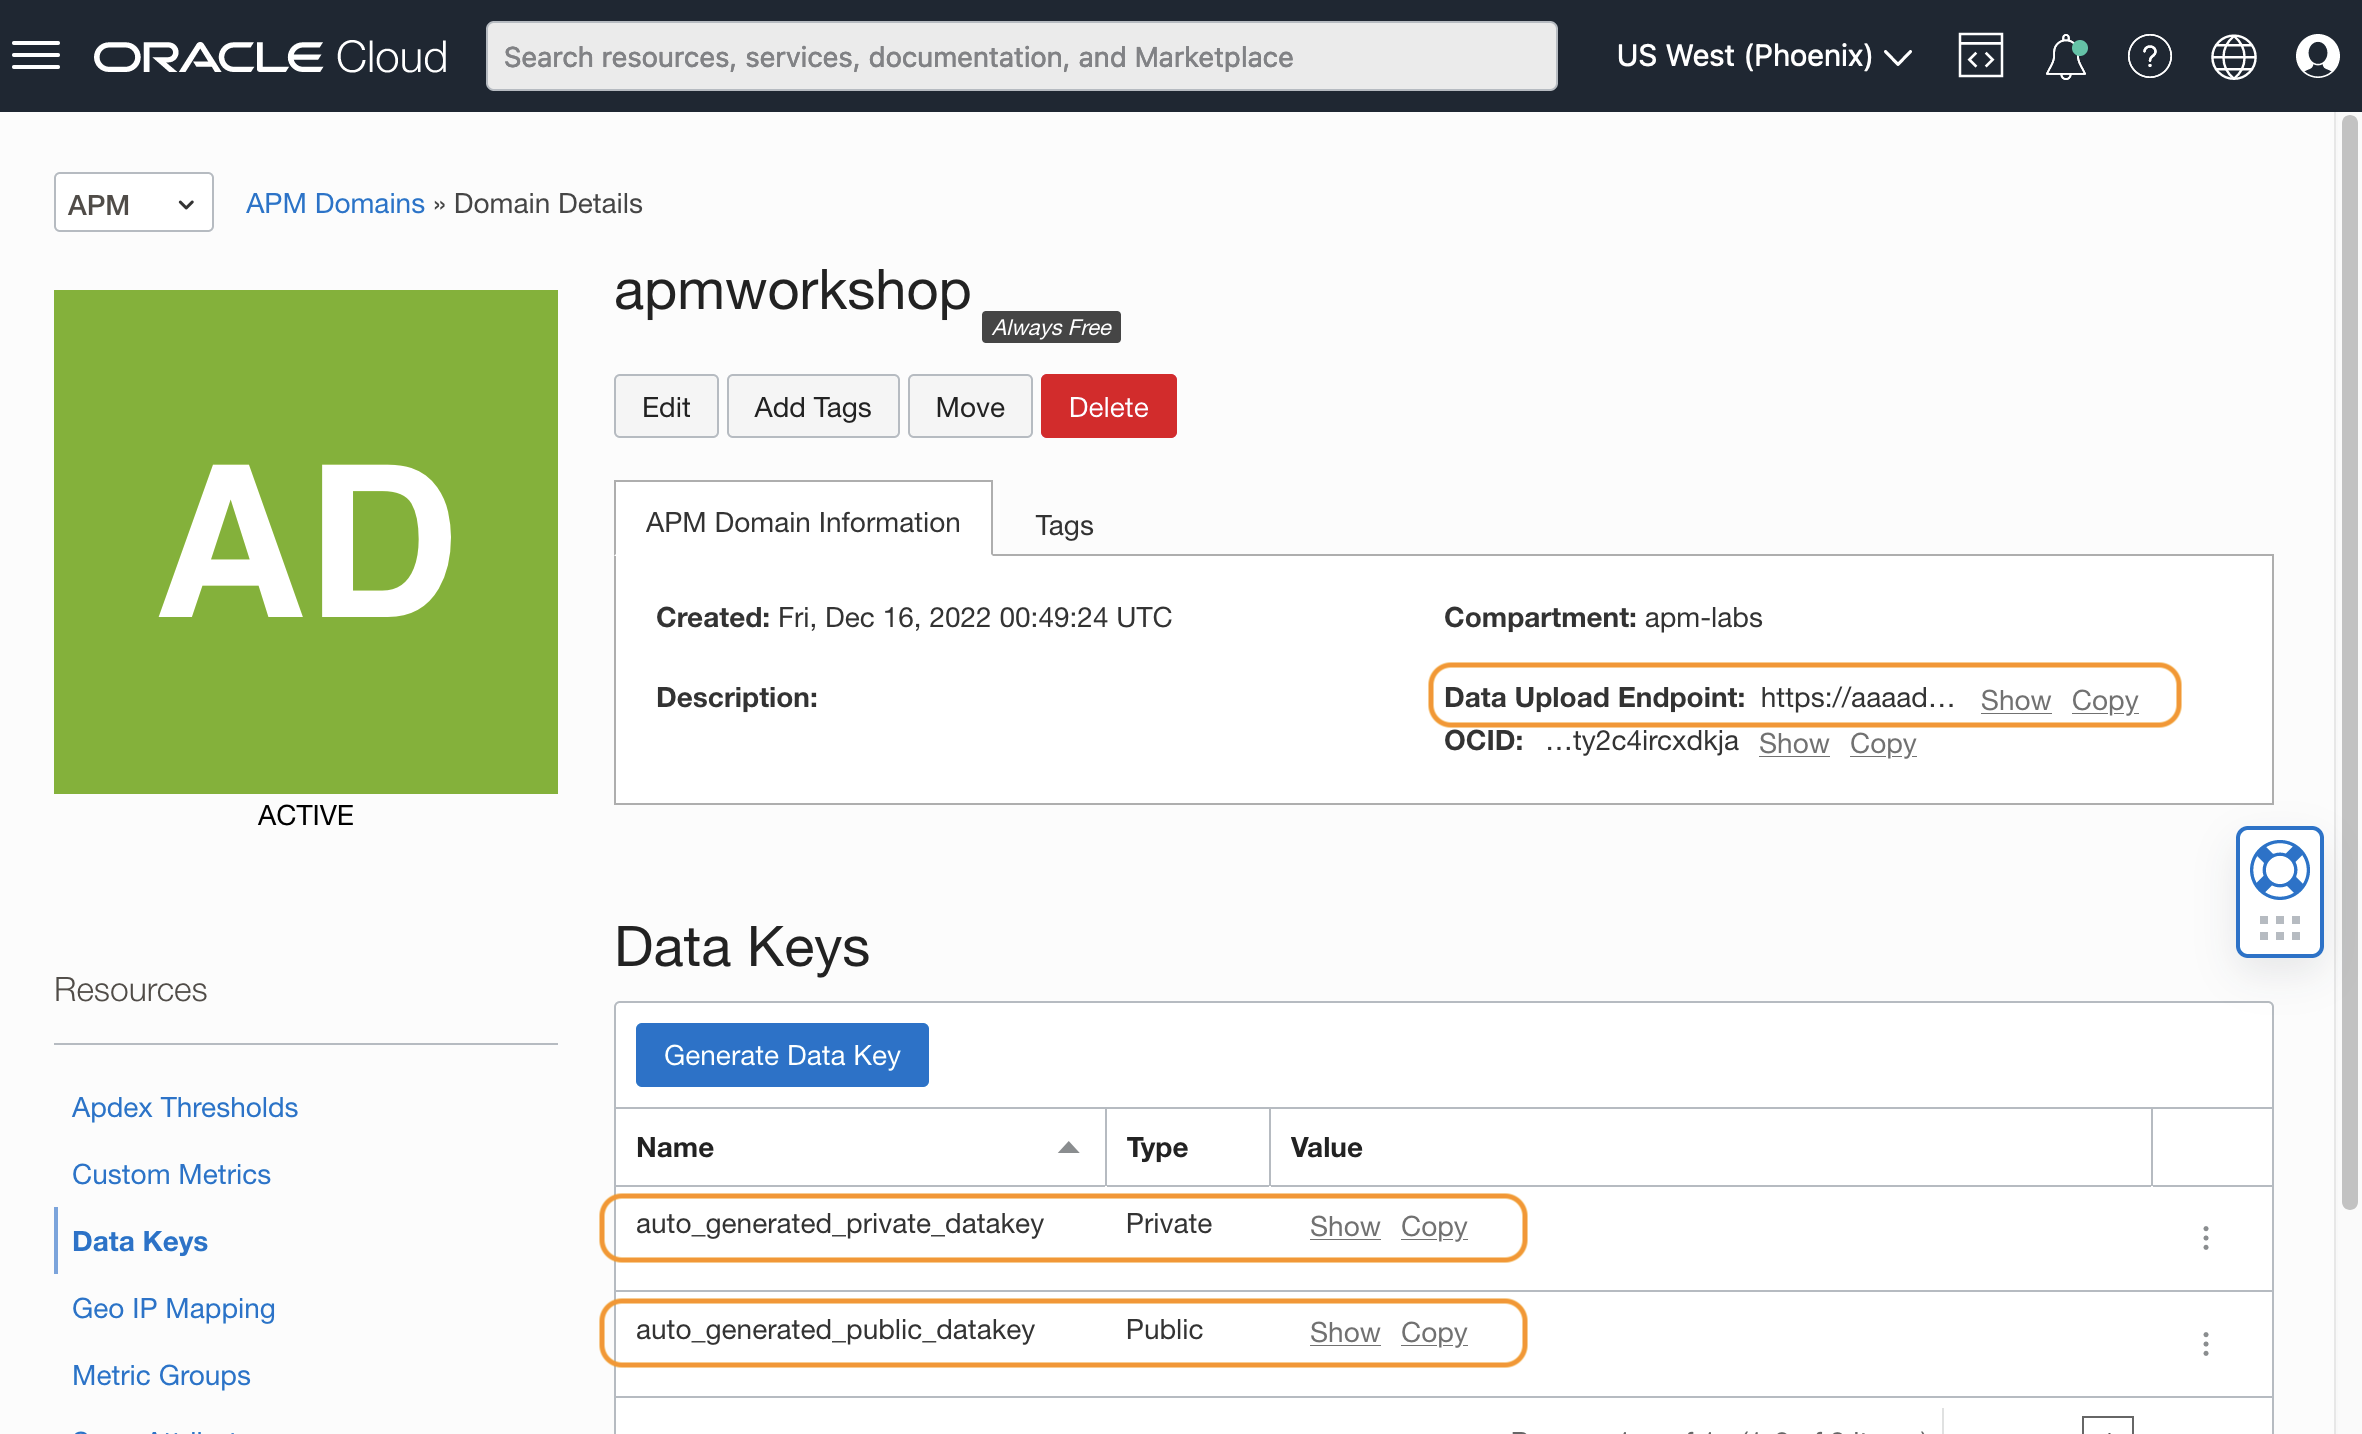 ORACLE Cloud
Search resources, services, documentation, and Marketplace
US West (Phoenix)
APM
APM Domains » Domain Details
apmworkshop
Always Free
Edit
Add Tags
Move
Delete
AD
ACTIVE
APM Domain Information
Tags
Created: Fri, Dec 16, 2022 00:49:24 UTC
Compartment: apm-labs
Description:
Data Upload Endpoint: https://aaaad... Show Copy
OCID: ...ty2c4ircxdkja Show Copy
Resources
Apdex Thresholds
Custom Metrics
Data Keys
Geo IP Mapping
Metric Groups
Data Keys
Generate Data Key
Name Type Value
auto_generated_private_datakey Private Show Copy
auto_generated_public_datakey Public Show Copy